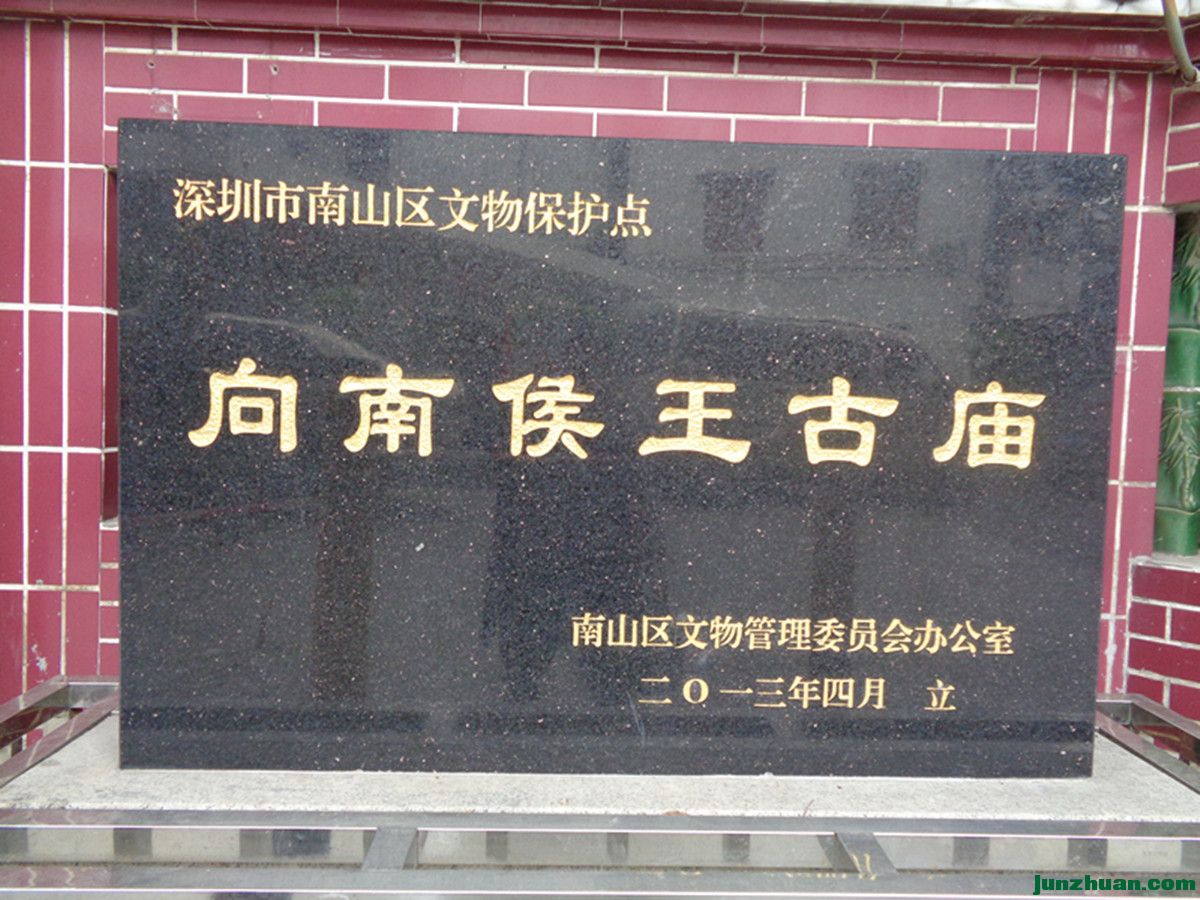 深圳市南山区文物保护点
向南侯王古庙
南山区文物管理委员会办公室
二〇一三年四月 立
junzhuan.com